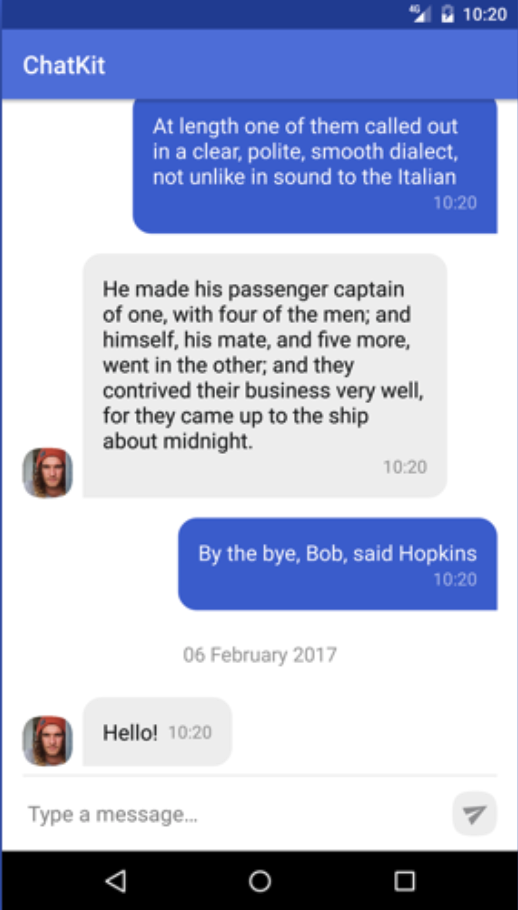 4G 10:20
ChatKit
At length one of them called out
in a clear, polite, smooth dialect,
not unlike in sound to the Italian
10:20
He made his passenger captain
of one, with four of the men; and
himself, his mate, and five more,
went in the other; and they
contrived their business very well,
for they came up to the ship
about midnight.
10:20
By the bye, Bob, said Hopkins
10:20
06 February 2017
Hello! 10:20
Type a message...